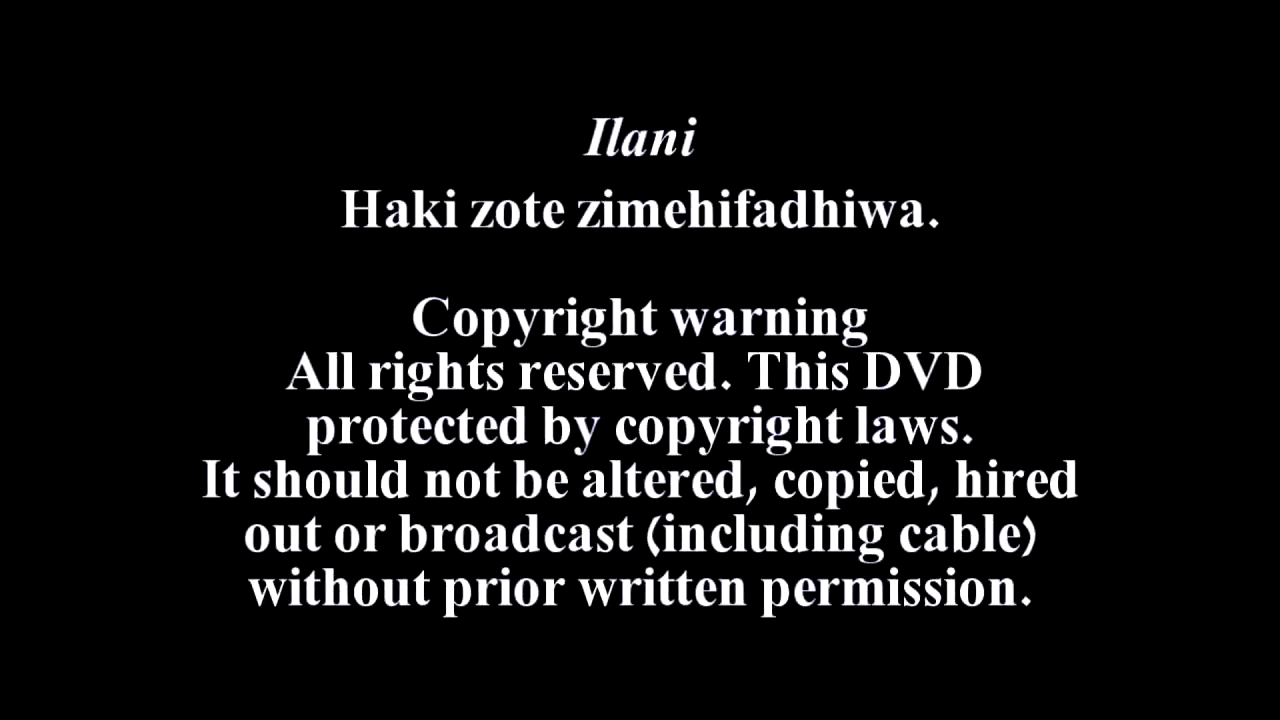 Ilani
Haki zote zimehifadhiwa.
Copyright warning
All rights reserved. This DVD
protected by copyright laws.
It should not be altered, copied, hired
out or broadcast (including cable)
without prior written permission.